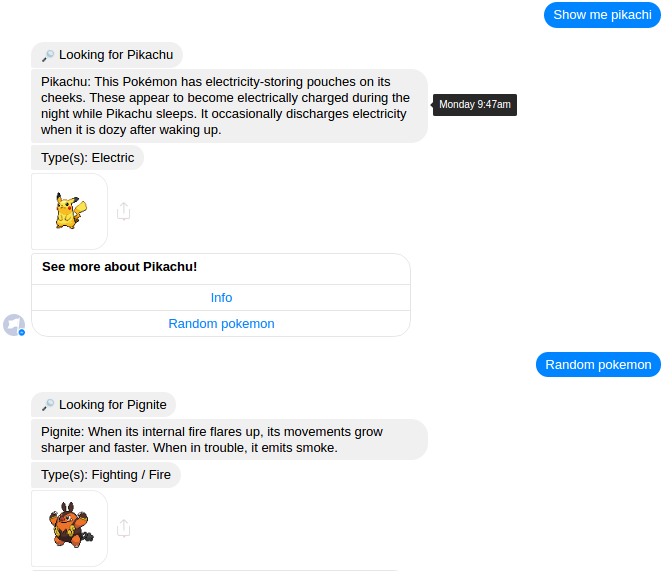 Show me pikachi
🔎 Looking for Pikachu
Pikachu: This Pokémon has electricity-storing pouches on its
cheeks. These appear to become electrically charged during the
night while Pikachu sleeps. It occasionally discharges electricity
when it is dozy after waking up.
Monday 9:47am
Type(s): Electric
See more about Pikachu!
Info
Random pokemon
Random pokemon
🔎 Looking for Pignite
Pignite: When its internal fire flares up, its movements grow
sharper and faster. When in trouble, it emits smoke.
Type(s): Fighting / Fire